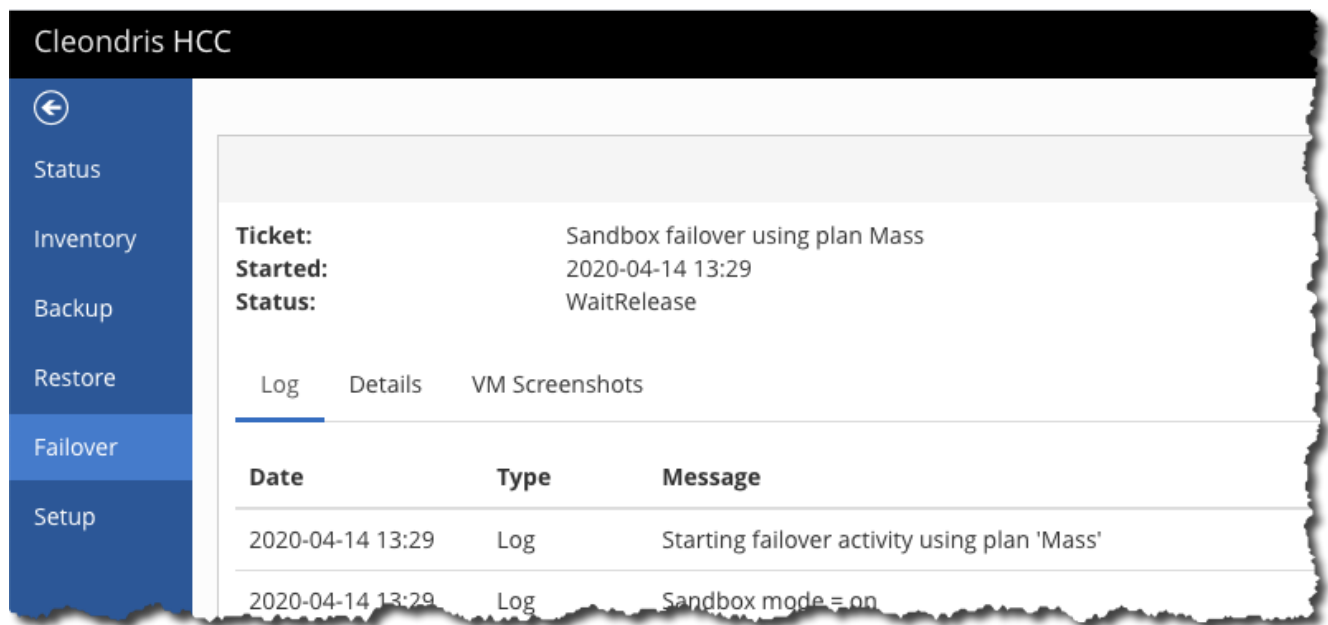 Cleondris HCC
Status
Inventory
Backup
Restore
Failover
Setup
Ticket: Sandbox failover using plan Mass
Started: 2020-04-14 13:29
Status: WaitRelease
Log Details VM Screenshots
Date Type Message
2020-04-14 13:29 Log Starting failover activity using plan 'Mass'
2020-04-14 13:29 Log Sandbox mode = on